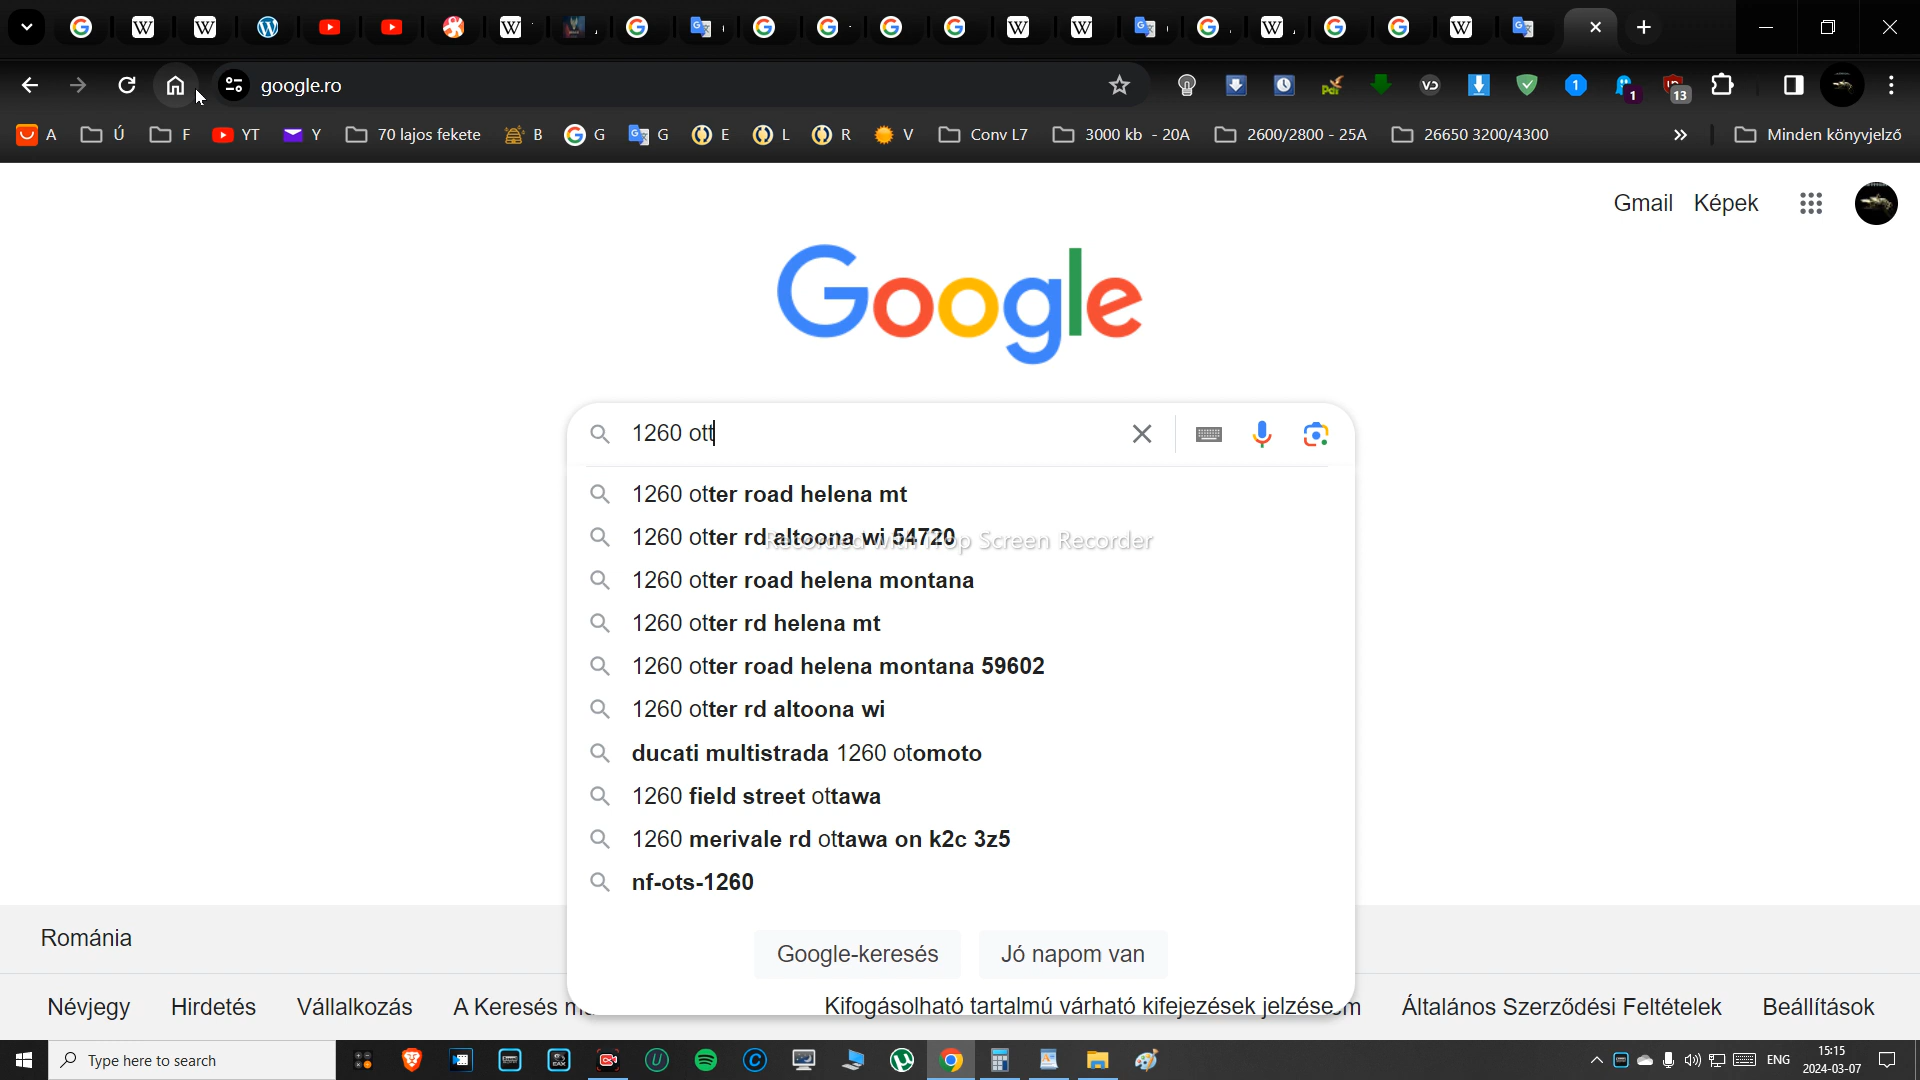 google.ro
A Ú F YT Y 70 lajos fekete B G G E L R V Conv L7 3000 kb - 20A 2600/2800 - 25A 26650 3200/4300 » Minden könyvjelző
1
13
Gmail Képek
Google
1260 ott
1260 otter road helena mt
1260 otter rd altoona wi 54720
Recorded with iTop Screen Recorder
1260 otter road helena montana
1260 otter rd helena mt
1260 otter road helena montana 59602
1260 otter rd altoona wi
ducati multistrada 1260 otomoto
1260 field street ottawa
1260 merivale rd ottawa on k2c 3z5
nf-ots-1260
Google-keresés Jó napom van
România
Névjegy Hirdetés Vállalkozás A Keresés Kifogásolható tartalmú várható kifejezések jelzése Általános Szerződési Feltételek Beállítások
Type here to search
ENG
15:15
2024-03-07